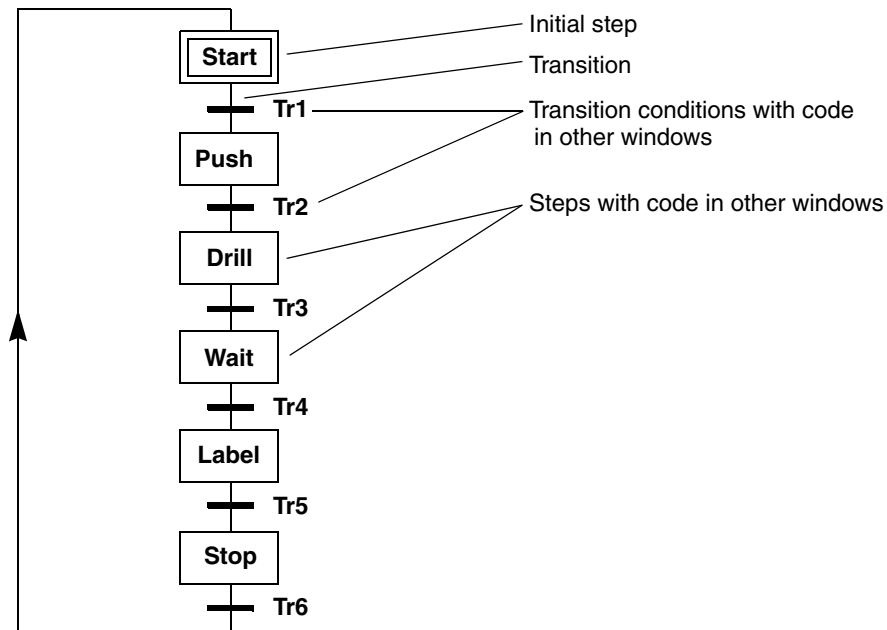 Initial step
Start
Transition
Tr1
Transition conditions with code
in other windows
Push
Tr2
Steps with code in other windows
Drill
Tr3
Wait
Tr4
Label
Tr5
Stop
Tr6